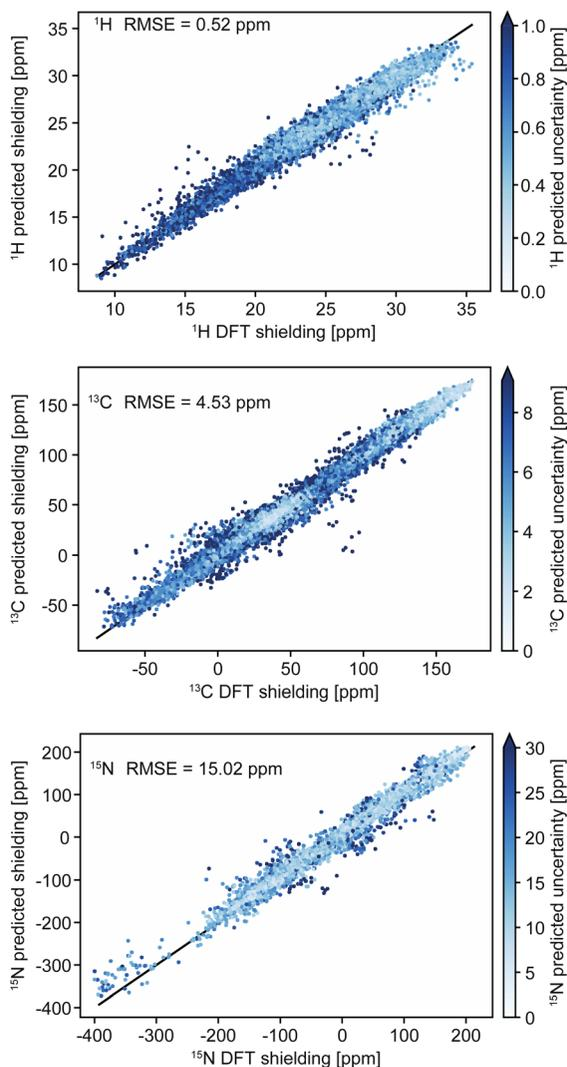 ¹H RMSE = 0.52 ppm
¹H predicted shielding [ppm]
35
30
25
20
15
10
10 15 20 25 30 35
¹H DFT shielding [ppm]
1.0
0.8
0.6
0.4
0.2
0.0
¹H predicted uncertainty [ppm]
¹³C RMSE = 4.53 ppm
¹³C predicted shielding [ppm]
150
100
50
0
-50
-50 0 50 100 150
¹³C DFT shielding [ppm]
8
6
4
2
0
¹³C predicted uncertainty [ppm]
¹⁵N RMSE = 15.02 ppm
¹⁵N predicted shielding [ppm]
200
100
0
-100
-200
-300
-400
-400 -300 -200 -100 0 100 200
¹⁵N DFT shielding [ppm]
30
25
20
15
10
5
0
¹⁵N predicted uncertainty [ppm]